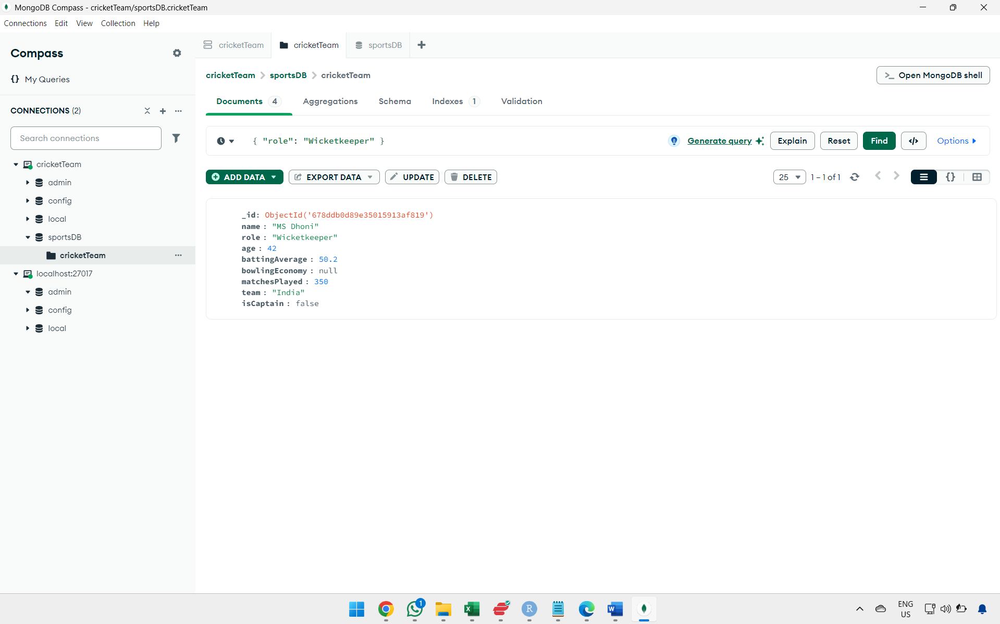 MongoDB Compass - cricketTeam/sportsDB.cricketTeam
Connections Edit View Collection Help
Compass
cricketTeam cricketTeam sportsDB
{} My Queries
cricketTeam > sportsDB > cricketTeam
>_ Open MongoDB shell
Documents 4 Aggregations Schema Indexes 1 Validation
CONNECTIONS (2)
Search connections
{ "role": "Wicketkeeper" }
Generate query Explain Reset Find </> Options
ADD DATA EXPORT DATA UPDATE DELETE
25 1 – 1 of 1 {}
cricketTeam
admin
config
local
sportsDB
cricketTeam
localhost:27017
admin
config
local
_id: ObjectId('678ddb0d89e35015913af819')
name : "MS Dhoni"
role : "Wicketkeeper"
age : 42
battingAverage : 50.2
bowlingEconomy : null
matchesPlayed : 350
team : "India"
isCaptain : false
1
X
R
W
ENG
US